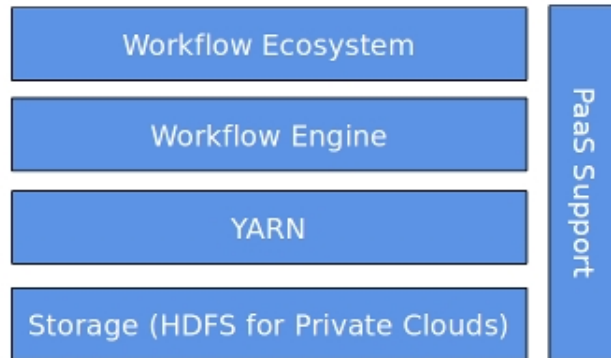 Workflow Ecosystem
Workflow Engine
YARN
Storage (HDFS for Private Clouds)
PaaS Support